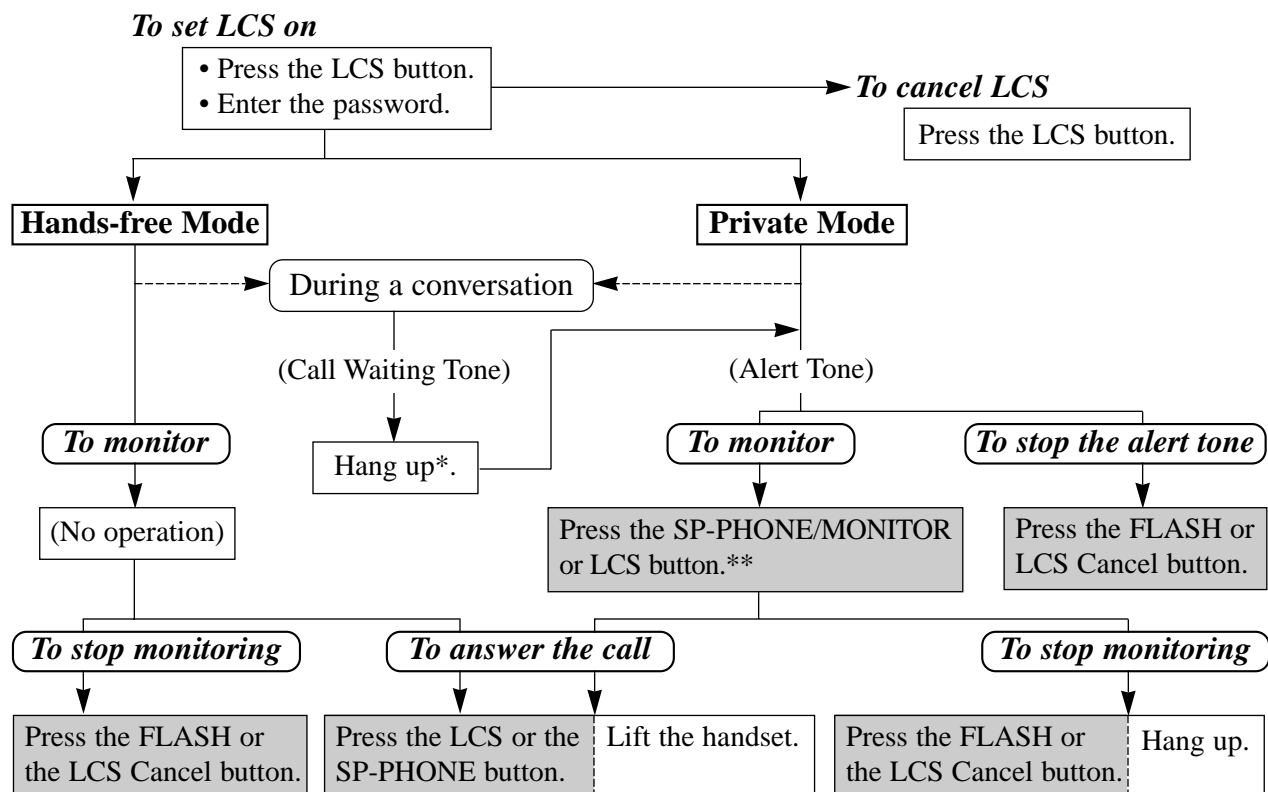 To set LCS on
• Press the LCS button.
• Enter the password.
To cancel LCS
Press the LCS button.
Hands-free Mode
Private Mode
During a conversation
(Call Waiting Tone)
(Alert Tone)
To monitor
Hang up*.
To monitor
To stop the alert tone
(No operation)
Press the SP-PHONE/MONITOR
or LCS button.**
Press the FLASH or
LCS Cancel button.
To stop monitoring
To answer the call
To stop monitoring
Press the FLASH or
the LCS Cancel button.
Press the LCS or the
SP-PHONE button.
Lift the handset.
Press the FLASH or
the LCS Cancel button.
Hang up.